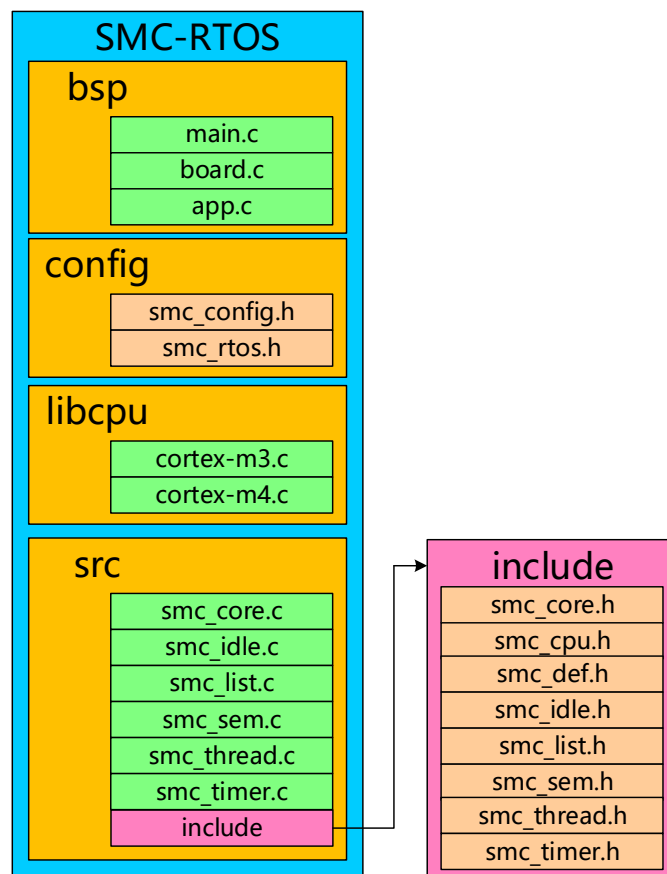 SMC-RTOS
bsp
main.c
board.c
app.c
config
smc_config.h
smc_rtos.h
libcpu
cortex-m3.c
cortex-m4.c
src
smc_core.c
smc_idle.c
smc_list.c
smc_sem.c
smc_thread.c
smc_timer.c
include
include
smc_core.h
smc_cpu.h
smc_def.h
smc_idle.h
smc_list.h
smc_sem.h
smc_thread.h
smc_timer.h